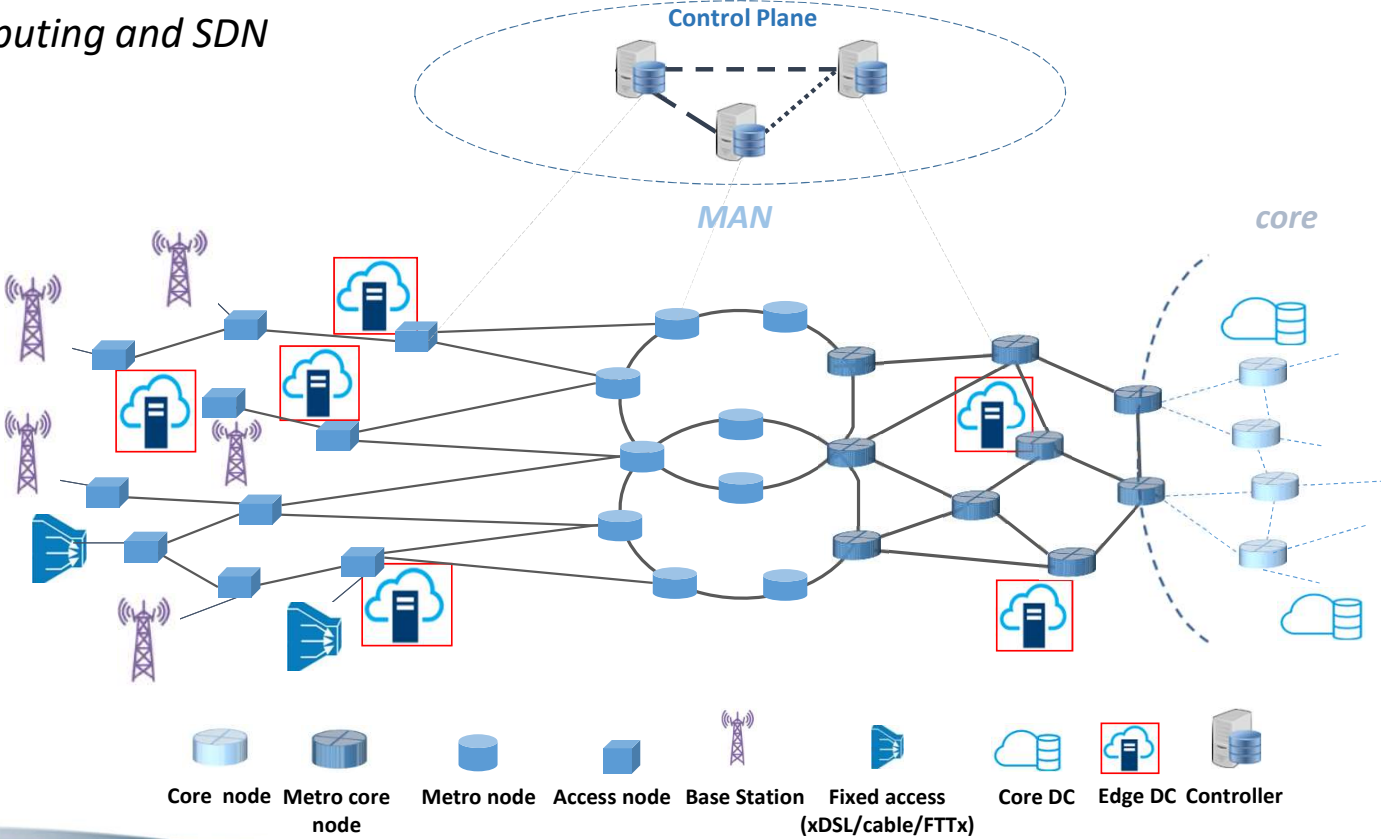 puting and SDN
Control Plane
MAN
core
Core node
Metro core
node
Metro node
Access node
Base Station
Fixed access
(xDSL/cable/FTTx)
Core DC
Edge DC
Controller